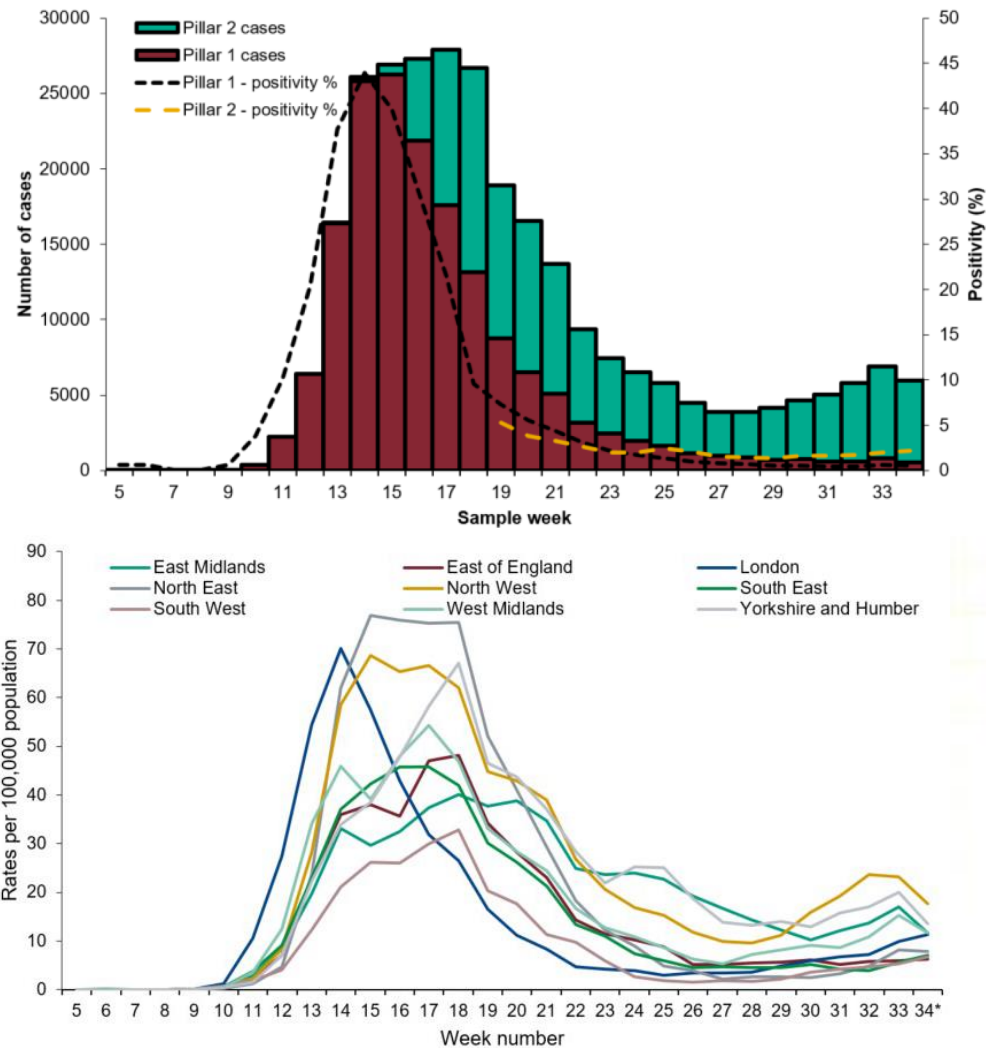 30000
25000
20000
15000
10000
5000
0
Number of cases
Pillar 2 cases
Pillar 1 cases
Pillar 1 - positivity %
Pillar 2 - positivity %
50
45
40
35
30
25
20
15
10
5
0
Positivity (%)
5 7 9 11 13 15 17 19 21 23 25 27 29 31 33
Sample week
90
80
70
60
50
40
30
20
10
0
Rates per 100,000 population
East Midlands East of England London
North East North West South East
South West West Midlands Yorkshire and Humber
5 6 7 8 9 10 11 12 13 14 15 16 17 18 19 20 21 22 23 24 25 26 27 28 29 30 31 32 33 34*
Week number